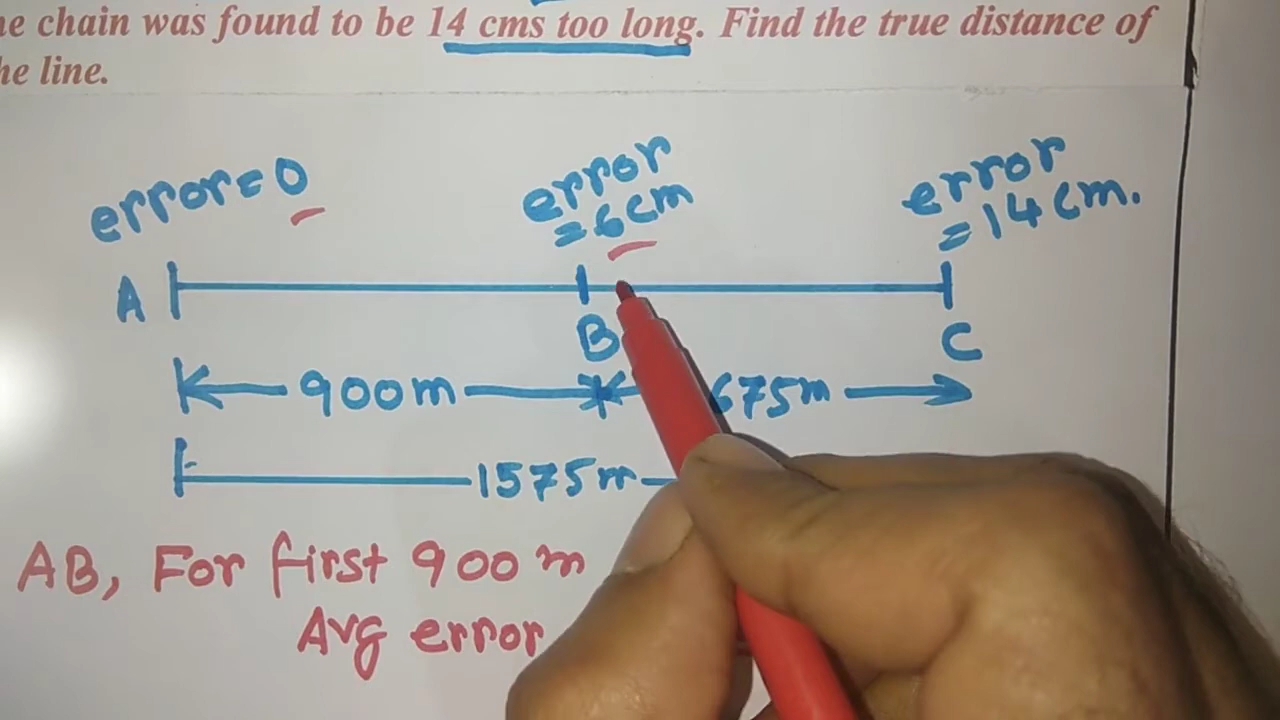 he chain was found to be 14 cms too long. Find the true distance of
he line.
error=0
error
=6cm
error
=14cm.
A
B
C
900m
675m
1575m
AB, For first 900 m
Avg error